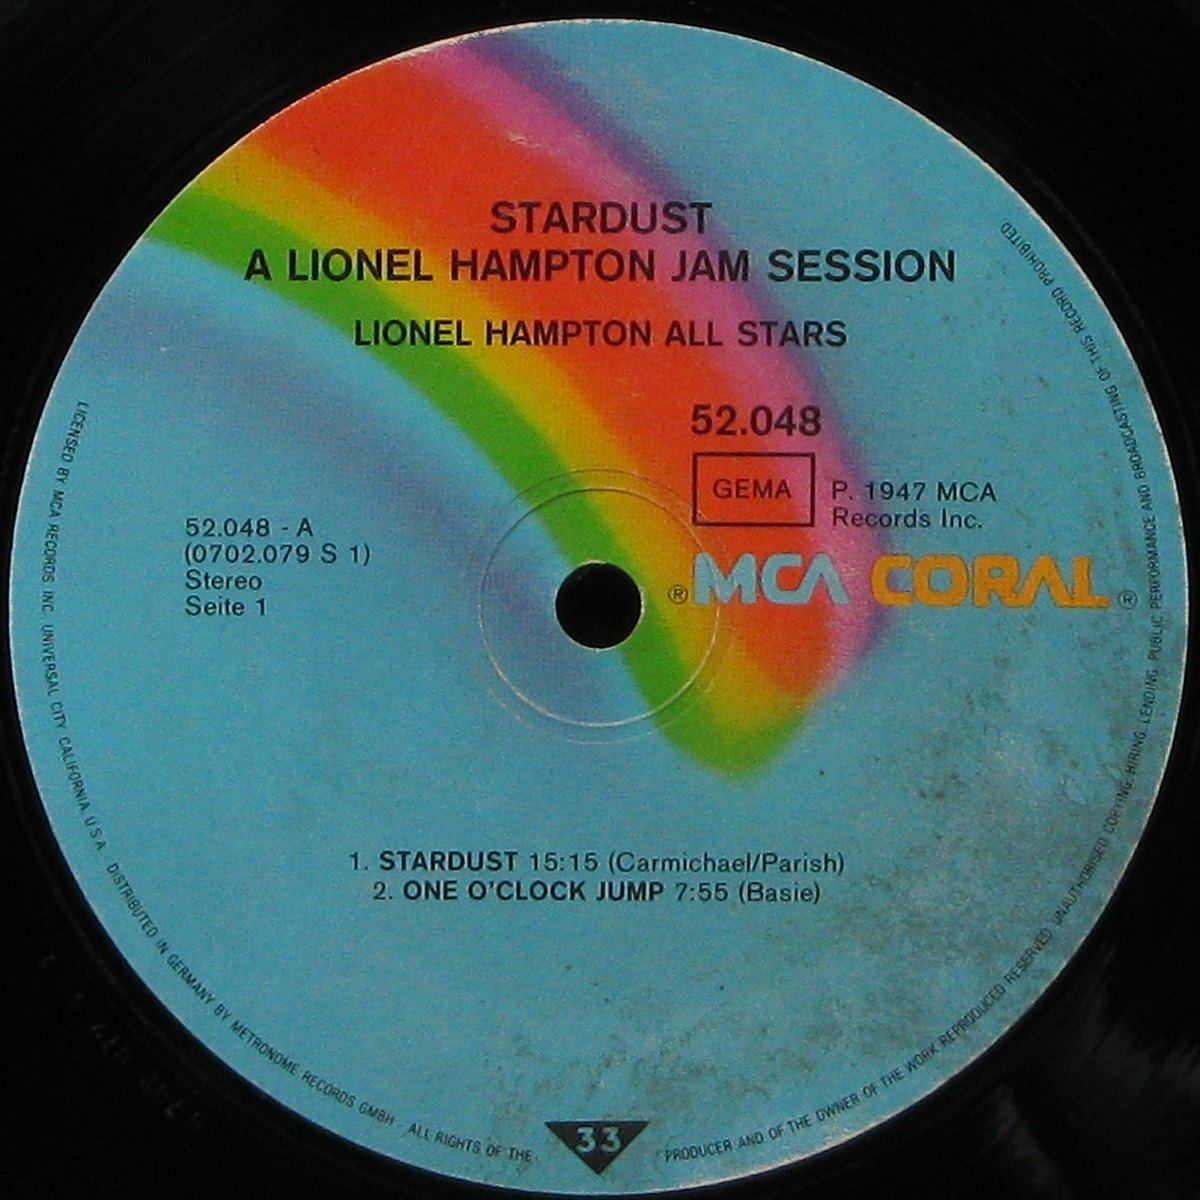 STARDUST
A LIONEL HAMPTON JAM SESSION
LIONEL HAMPTON ALL STARS
52.048
GEMA
P. 1947 MCA
Records Inc.
52.048 - A
(0702.079 S 1)
Stereo
Seite 1
® MCA CORAL ®
1. STARDUST 15:15 (Carmichael/Parish)
2. ONE O'CLOCK JUMP 7:55 (Basie)
33
LICENSED BY MCA RECORDS INC. UNIVERSAL CITY CALIFORNIA, U.S.A. DISTRIBUTED IN GERMANY BY METRONOME RECORDS GMBH ALL RIGHTS OF THE PRODUCER AND OF THE OWNER OF THE WORK REPRODUCED RESERVED UNAUTHORISED COPYING, HIRING, LENDING PUBLIC PERFORMANCE AND BROADCASTING OF THIS RECORD PROHIBITED